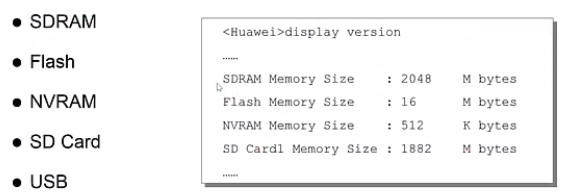 ● SDRAM
● Flash
● NVRAM
● SD Card
● USB
<Huawei>display version
……
SDRAM Memory Size : 2048 M bytes
Flash Memory Size : 16 M bytes
NVRAM Memory Size : 512 K bytes
SD Card1 Memory Size : 1882 M bytes
……